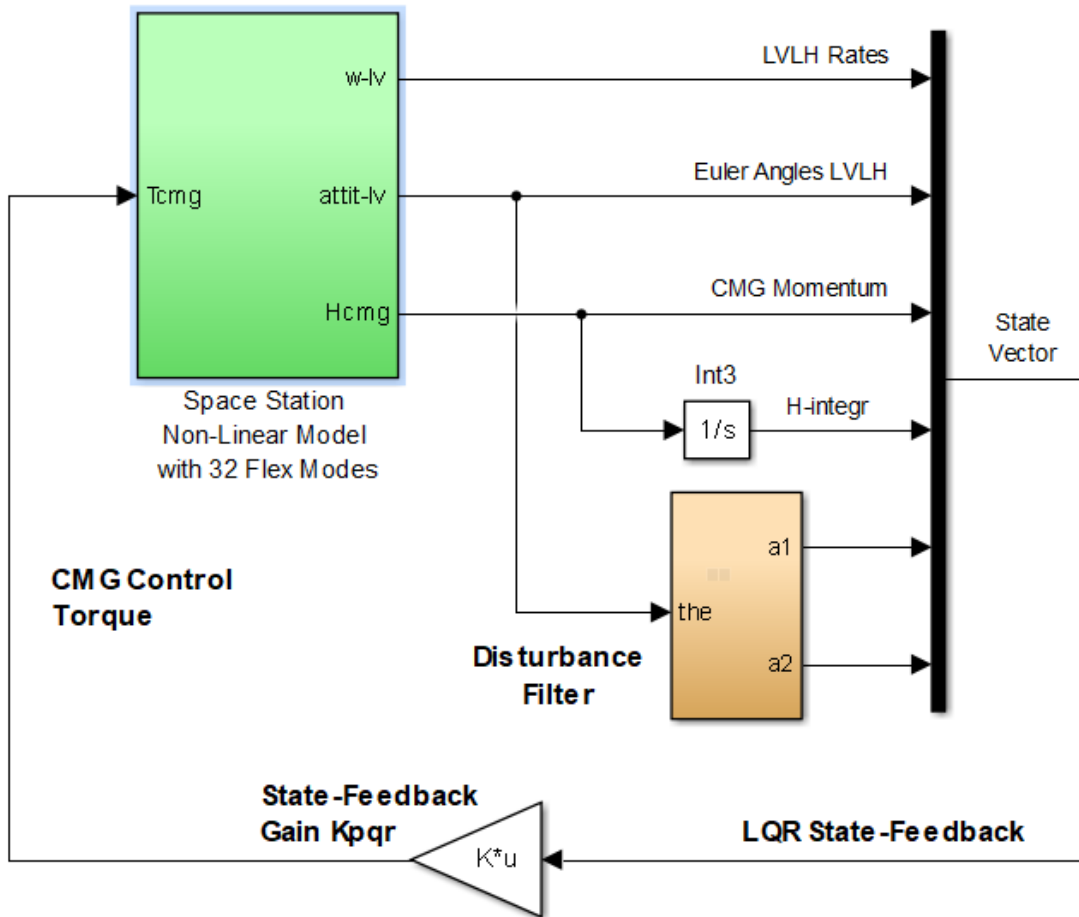 w-lv
LVLH Rates
Tcmg
attit-lv
Euler Angles LVLH
Hcmg
CMG Momentum
State
Vector
Int3
1/s
H-integr
Space Station
Non-Linear Model
with 32 Flex Modes
a1
the
a2
CMG Control
Torque
Disturbance
Filter
State-Feedback
Gain Kpqr
K*u
LQR State-Feedback